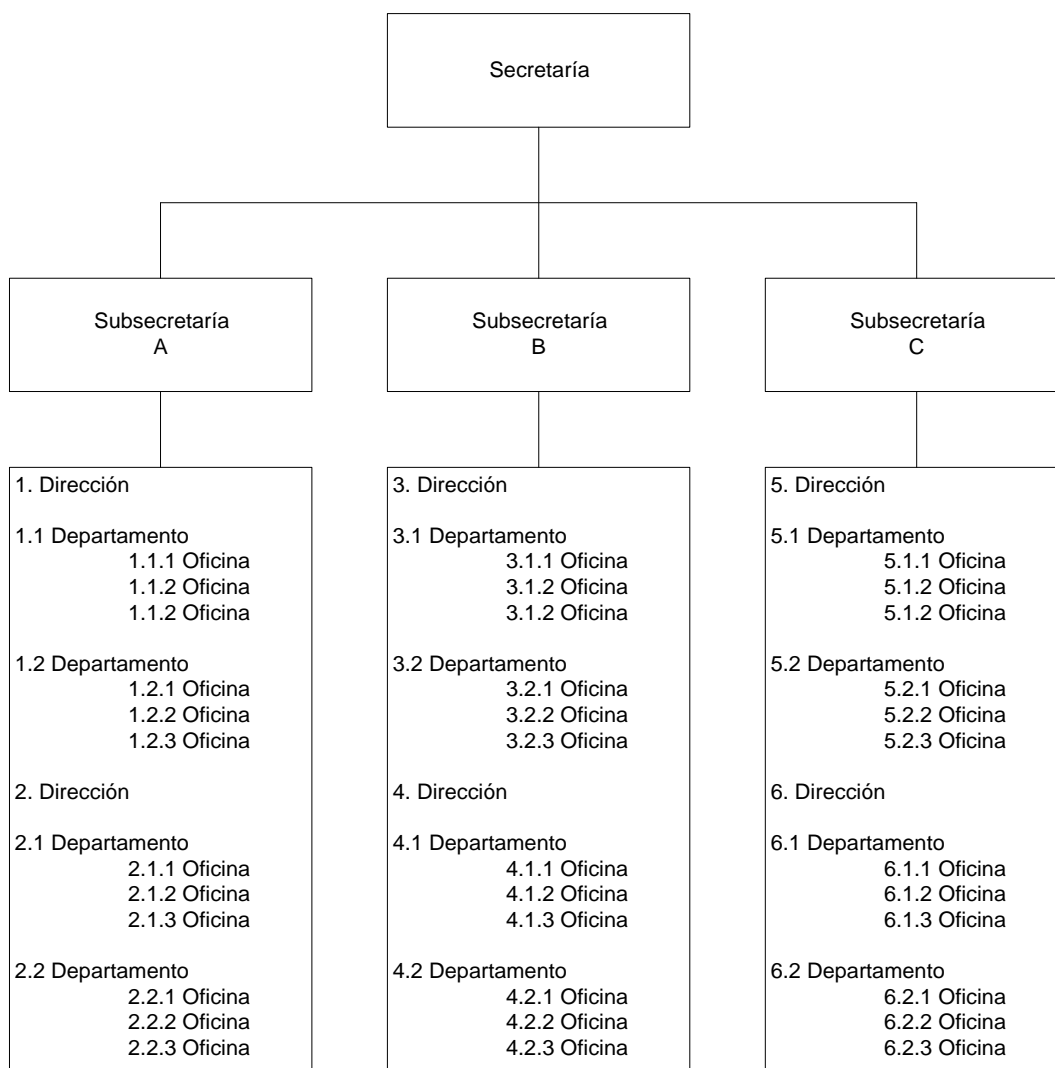 Secretaría
Subsecretaría
A
Subsecretaría
B
Subsecretaría
C
1. Dirección
1.1 Departamento
1.1.1 Oficina
1.1.2 Oficina
1.1.2 Oficina
1.2 Departamento
1.2.1 Oficina
1.2.2 Oficina
1.2.3 Oficina
2. Dirección
2.1 Departamento
2.1.1 Oficina
2.1.2 Oficina
2.1.3 Oficina
2.2 Departamento
2.2.1 Oficina
2.2.2 Oficina
2.2.3 Oficina
3. Dirección
3.1 Departamento
3.1.1 Oficina
3.1.2 Oficina
3.1.2 Oficina
3.2 Departamento
3.2.1 Oficina
3.2.2 Oficina
3.2.3 Oficina
4. Dirección
4.1 Departamento
4.1.1 Oficina
4.1.2 Oficina
4.1.3 Oficina
4.2 Departamento
4.2.1 Oficina
4.2.2 Oficina
4.2.3 Oficina
5. Dirección
5.1 Departamento
5.1.1 Oficina
5.1.2 Oficina
5.1.2 Oficina
5.2 Departamento
5.2.1 Oficina
5.2.2 Oficina
5.2.3 Oficina
6. Dirección
6.1 Departamento
6.1.1 Oficina
6.1.2 Oficina
6.1.3 Oficina
6.2 Departamento
6.2.1 Oficina
6.2.2 Oficina
6.2.3 Oficina